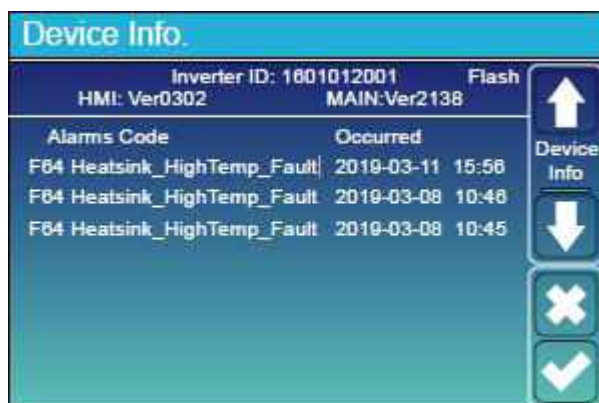 Device Info.
Inverter ID: 1601012001 Flash
HMI: Ver0302 MAIN:Ver2138
Alarms Code Occurred
F64 Heatsink_HighTemp_Fault 2019-03-11 15:56
F64 Heatsink_HighTemp_Fault 2019-03-08 10:46
F64 Heatsink_HighTemp_Fault 2019-03-08 10:45
Device
Info